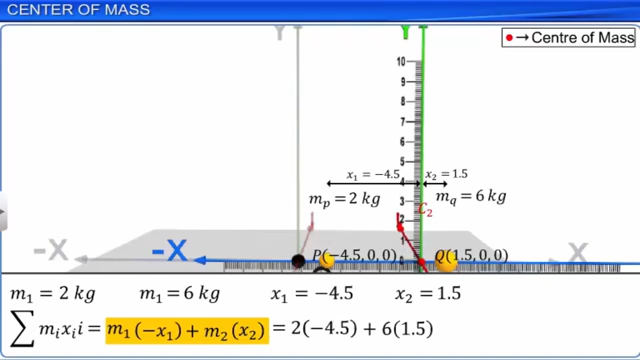 CENTER OF MASS
Y Y
→ Centre of Mass
10
9
8
7
6
5
x₁ = −4.5 x₂ = 1.5
4
m_p = 2 kg 3 m_q = 6 kg
C₂
2
1
-X -X P(−4.5, 0, 0) 0 Q(1.5, 0, 0) X
m₁ = 2 kg m₁ = 6 kg x₁ = −4.5 x₂ = 1.5
∑ mᵢxᵢi = m₁(−x₁) + m₂(x₂) = 2(−4.5) + 6(1.5)